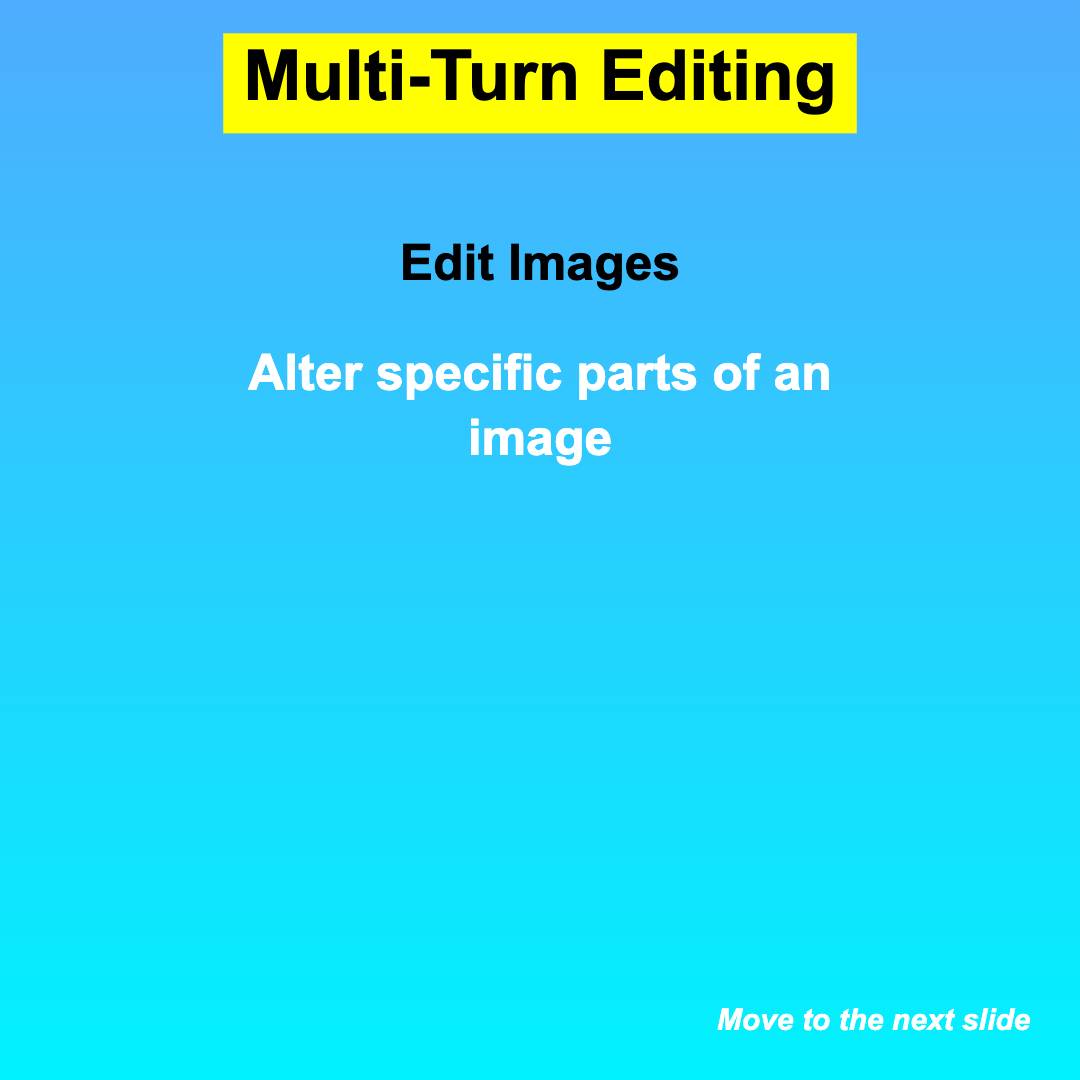 Multi-Turn Editing
Edit Images
Alter specific parts of an
image
Move to the next slide